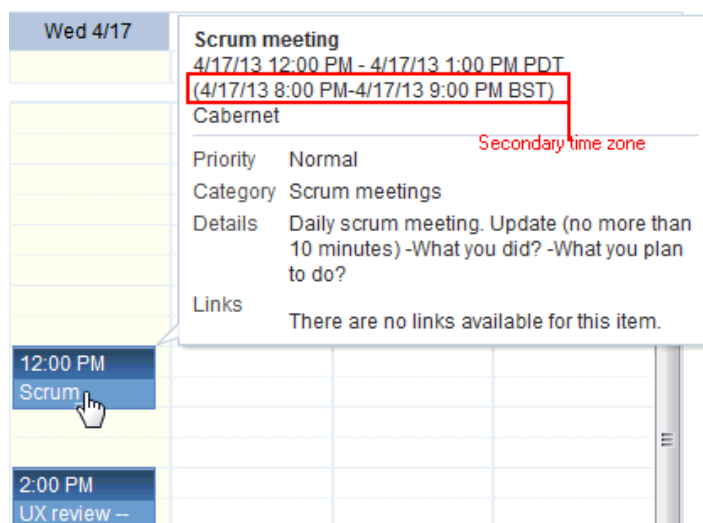 Wed 4/17
Scrum meeting
4/17/13 12:00 PM - 4/17/13 1:00 PM PDT
(4/17/13 8:00 PM-4/17/13 9:00 PM BST)
Cabernet
Secondary time zone
Priority Normal
Category Scrum meetings
Details Daily scrum meeting. Update (no more than
10 minutes) -What you did? -What you plan
to do?
Links
There are no links available for this item.
12:00 PM
Scrum
2:00 PM
UX review --